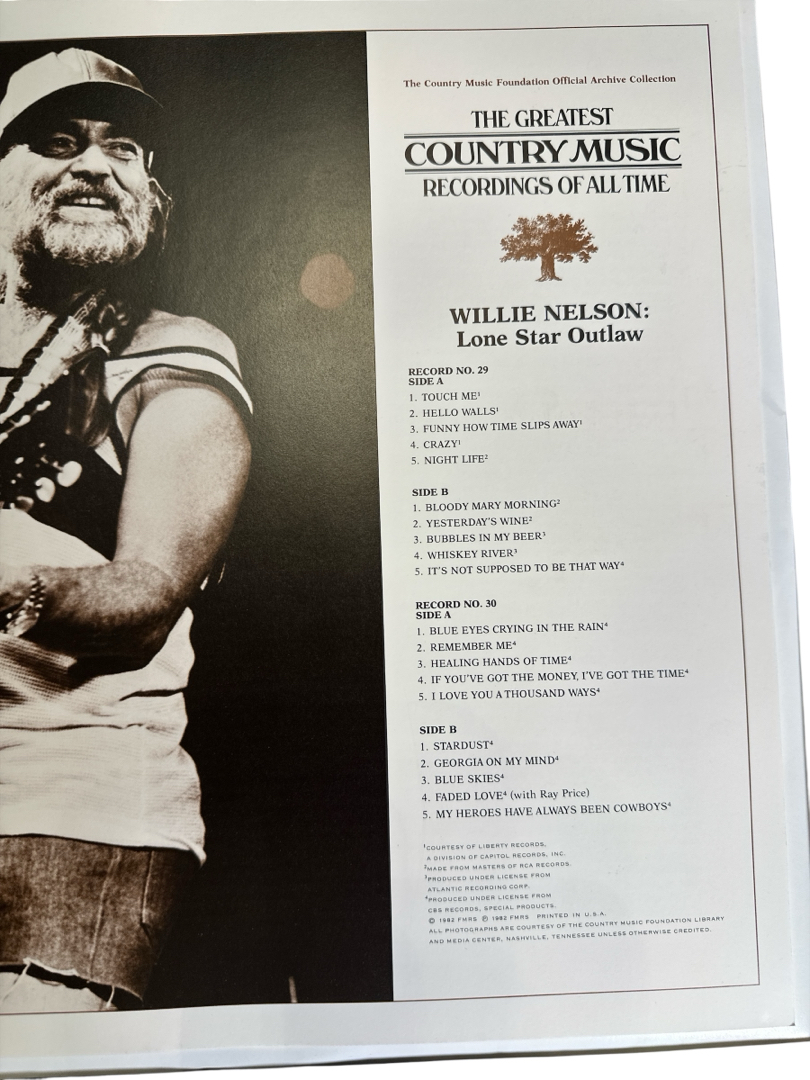 The Country Music Foundation Official Archive Collection
THE GREATEST
COUNTRY MUSIC
RECORDINGS OF ALL TIME
WILLIE NELSON:
Lone Star Outlaw
RECORD NO. 29
SIDE A
1. TOUCH ME¹
2. HELLO WALLS¹
3. FUNNY HOW TIME SLIPS AWAY¹
4. CRAZY¹
5. NIGHT LIFE²
SIDE B
1. BLOODY MARY MORNING²
2. YESTERDAY'S WINE²
3. BUBBLES IN MY BEER³
4. WHISKEY RIVER³
5. IT'S NOT SUPPOSED TO BE THAT WAY⁴
RECORD NO. 30
SIDE A
1. BLUE EYES CRYING IN THE RAIN⁴
2. REMEMBER ME⁴
3. HEALING HANDS OF TIME⁴
4. IF YOU'VE GOT THE MONEY, I'VE GOT THE TIME⁴
5. I LOVE YOU A THOUSAND WAYS⁴
SIDE B
1. STARDUST⁴
2. GEORGIA ON MY MIND⁴
3. BLUE SKIES⁴
4. FADED LOVE⁴ (with Ray Price)
5. MY HEROES HAVE ALWAYS BEEN COWBOYS⁴
¹COURTESY OF LIBERTY RECORDS,
A DIVISION OF CAPITOL RECORDS, INC.
²MADE FROM MASTERS OF RCA RECORDS.
³PRODUCED UNDER LICENSE FROM
ATLANTIC RECORDING CORP.
⁴PRODUCED UNDER LICENSE FROM
CBS RECORDS, SPECIAL PRODUCTS.
© 1982 FMRS ℗ 1982 FMRS PRINTED IN U.S.A.
ALL PHOTOGRAPHS ARE COURTESY OF THE COUNTRY MUSIC FOUNDATION LIBRARY
AND MEDIA CENTER, NASHVILLE, TENNESSEE UNLESS OTHERWISE CREDITED.